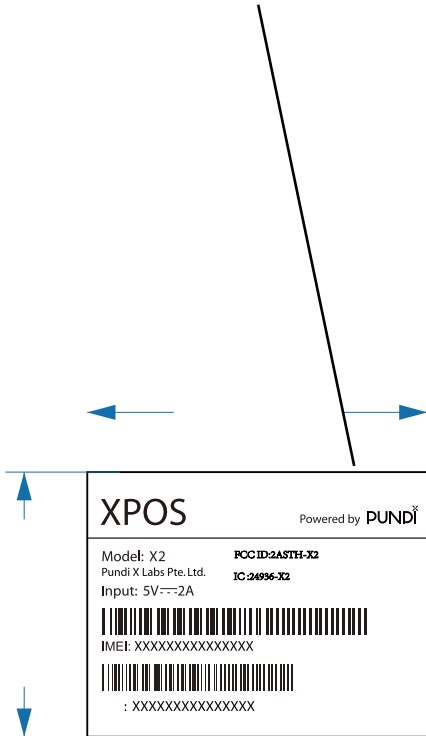 XPOS
Powered by PUNDI X
Model: X2
FCC ID:2ASTH-X2
Pundi X Labs Pte. Ltd.
IC :24936-X2
Input: 5V⎓2A
IMEI: XXXXXXXXXXXXXXX
: XXXXXXXXXXXXXXX